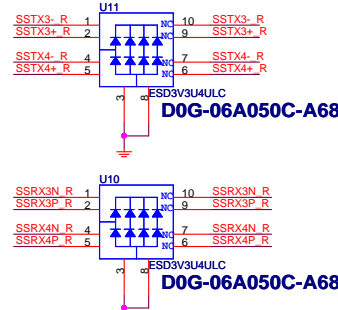 U11
SSTX3-_R 1 10 SSTX3-_R
SSTX3+_R 2 NC 9 SSTX3+_R
SSTX4-_R 4 NC 7 SSTX4-_R
SSTX4+_R 5 NC 6 SSTX4+_R
3 8 ESD3V3U4ULC
D0G-06A050C-A68
U10
SSRX3N_R 1 NC 10 SSRX3N_R
SSRX3P_R 2 NC 9 SSRX3P_R
SSRX4N_R 4 NC 7 SSRX4N_R
SSRX4P_R 5 NC 6 SSRX4P_R
3 8 ESD3V3U4ULC
D0G-06A050C-A68